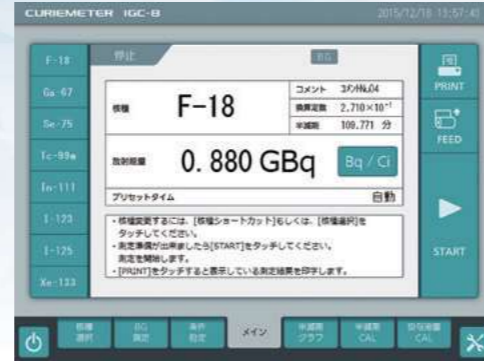 CURIEMETER IGC-8
2015/12/18 13:57:41
停止
BG
F-18
Ga-67
Se-75
Tc-99m
In-111
I-123
I-125
Xe-133
核種
F-18
コメント
換算定数 2.710×10⁻¹
半減期 109.771 分
放射能量
0.880 GBq
Bq / Ci
プリセットタイム
自動
・核種変更するには、[核種ショートカット]もしくは、[核種選択]を
タッチしてください。
・測定準備が出来ましたら[START]をタッチしてください。
測定を開始します。
・[PRINT]をタッチすると表示している測定結果を印字します。
PRINT
FEED
START
核種
選択
BG
測定
条件
設定
メイン
半減期
グラフ
半減期
CAL
CAL